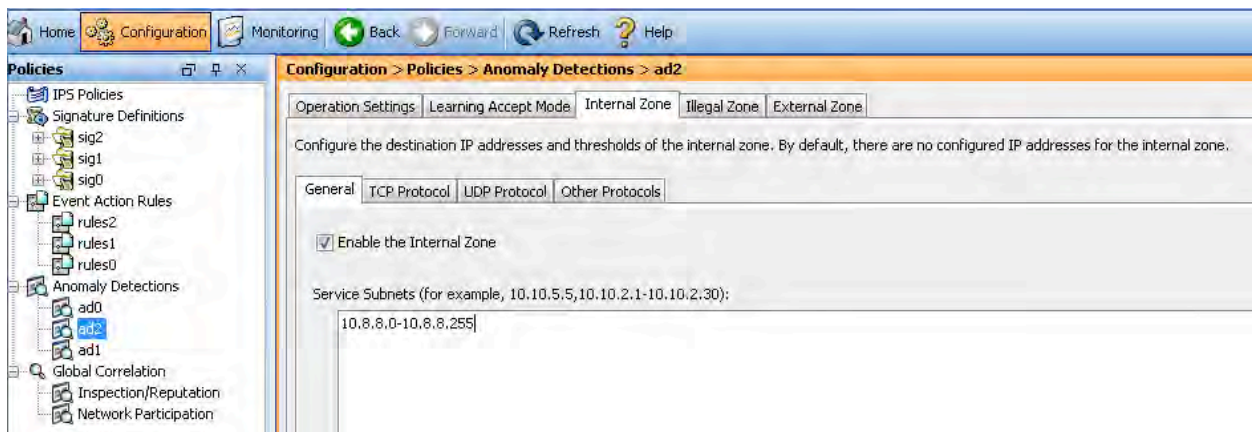 Home Configuration Monitoring Back Forward Refresh Help
Policies
IPS Policies
Signature Definitions
sig2
sig1
sig0
Event Action Rules
rules2
rules1
rules0
Anomaly Detections
ad0
ad2
ad1
Global Correlation
Inspection/Reputation
Network Participation
Configuration > Policies > Anomaly Detections > ad2
Operation Settings Learning Accept Mode Internal Zone Illegal Zone External Zone
Configure the destination IP addresses and thresholds of the internal zone. By default, there are no configured IP addresses for the internal zone.
General TCP Protocol UDP Protocol Other Protocols
Enable the Internal Zone
Service Subnets (for example, 10.10.5.5,10.10.2.1-10.10.2.30):
10.8.8.0-10.8.8.255